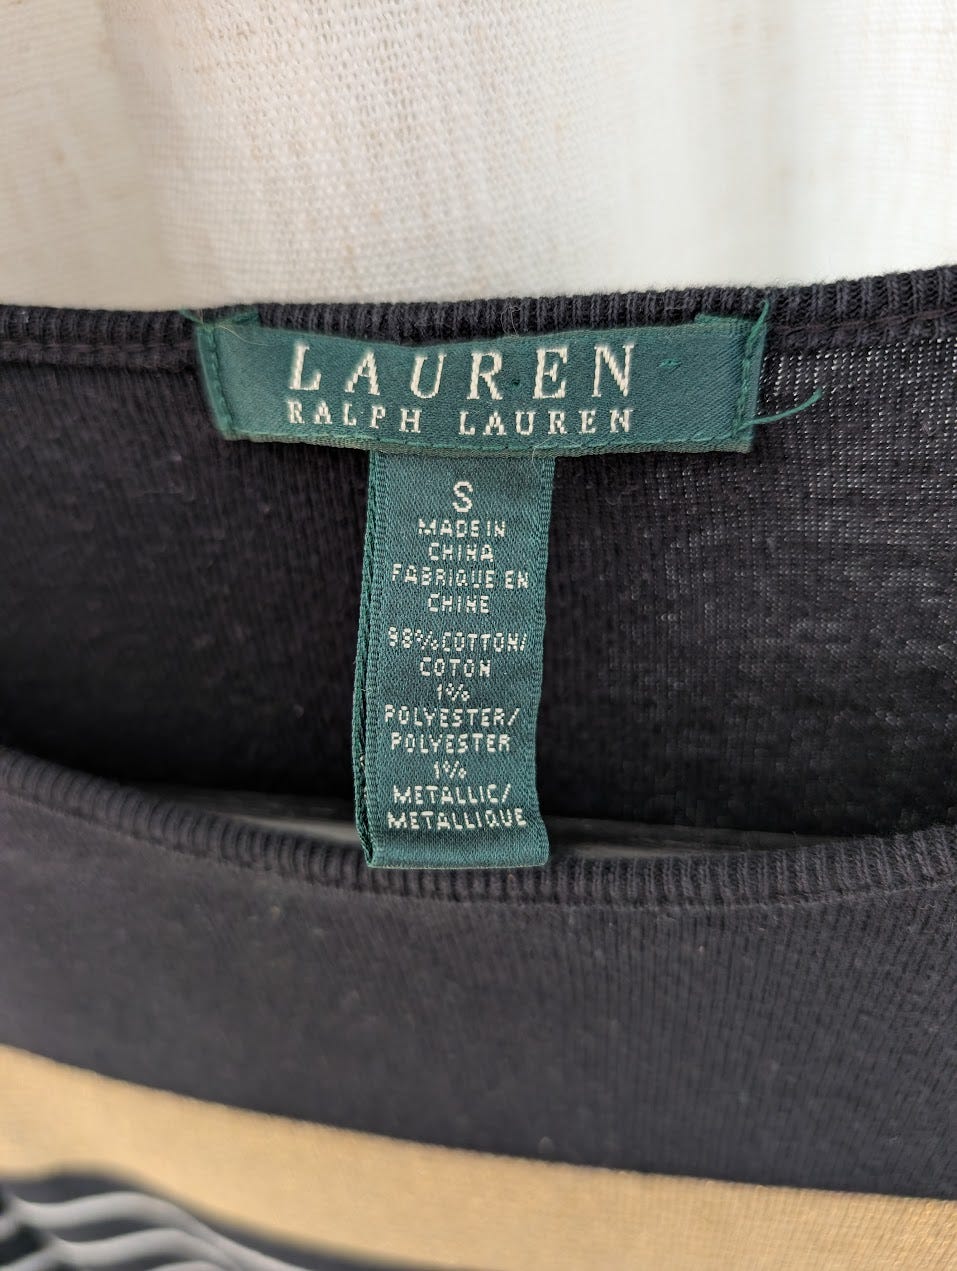 LAUREN
RALPH LAUREN
S
MADE IN
CHINA
FABRIQUE EN
CHINE
98% COTTON/
COTON
1%
POLYESTER/
POLYESTER
1%
METALLIC/
METALLIQUE